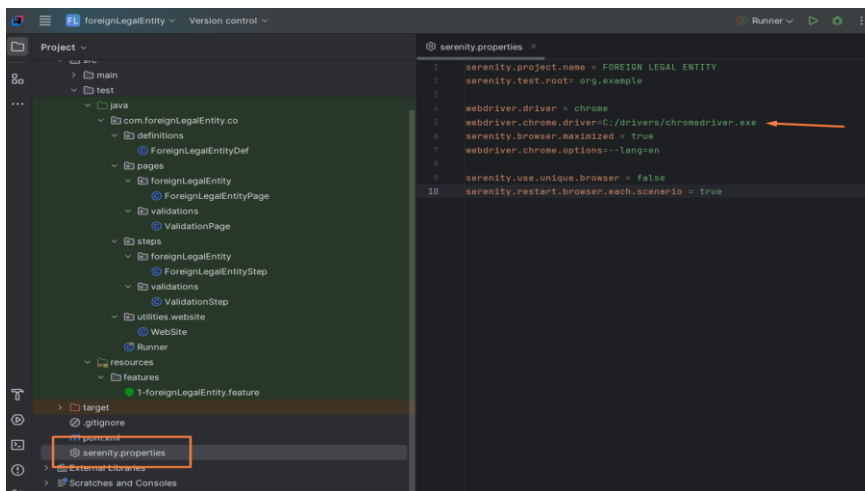 FL foreignLegalEntity Version control Runner
Project
src
main
test
java
com.foreignLegalEntity.co
definitions
ForeignLegalEntityDef
pages
foreignLegalEntity
ForeignLegalEntityPage
validations
ValidationPage
steps
foreignLegalEntity
ForeignLegalEntityStep
validations
ValidationStep
utilities.website
WebSite
Runner
resources
features
1-foreignLegalEntity.feature
target
.gitignore
pom.xml
serenity.properties
External Libraries
Scratches and Consoles
serenity.properties
1 serenity.project.name = FOREIGN LEGAL ENTITY
2 serenity.test.root= org.example
3
4 webdriver.driver = chrome
5 webdriver.chrome.driver=C:/drivers/chromedriver.exe
6 serenity.browser.maximized = true
7 webdriver.chrome.options=--lang=en
8
9 serenity.use.unique.browser = false
10 serenity.restart.browser.each.scenario = true